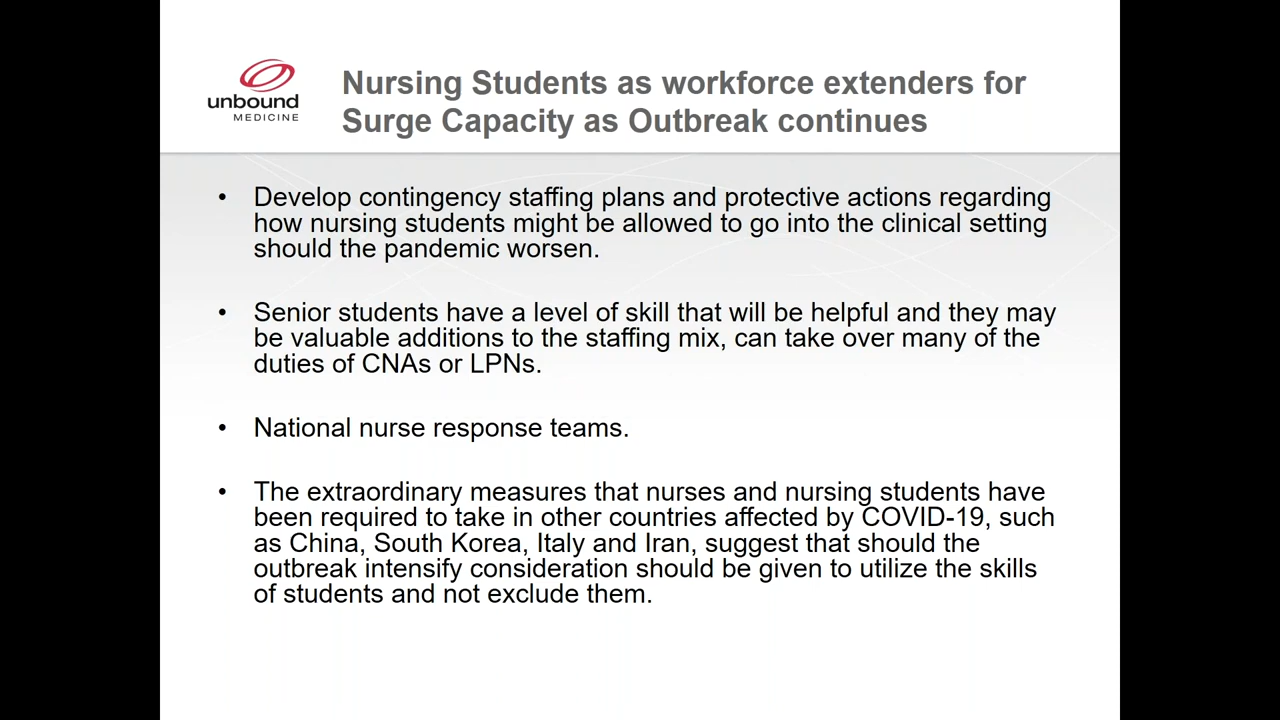 unbound
MEDICINE
Nursing Students as workforce extenders for
Surge Capacity as Outbreak continues
• Develop contingency staffing plans and protective actions regarding
how nursing students might be allowed to go into the clinical setting
should the pandemic worsen.
• Senior students have a level of skill that will be helpful and they may
be valuable additions to the staffing mix, can take over many of the
duties of CNAs or LPNs.
• National nurse response teams.
• The extraordinary measures that nurses and nursing students have
been required to take in other countries affected by COVID-19, such
as China, South Korea, Italy and Iran, suggest that should the
outbreak intensify consideration should be given to utilize the skills
of students and not exclude them.